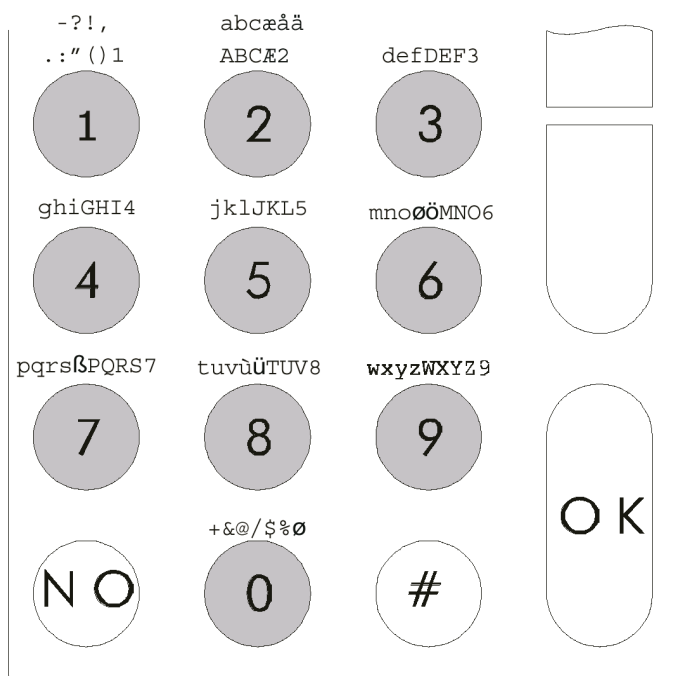 -?!,
abcæåä
.:"()1
ABCÆ2
defDEF3
1
2
3
ghiGHI4
jklJKL5
mnoøöMNO6
4
5
6
pqrsßPQRS7
tuvùüTUV8
wxyzWXYZ9
7
8
9
OK
+&@/$%Ø
NO
0
#